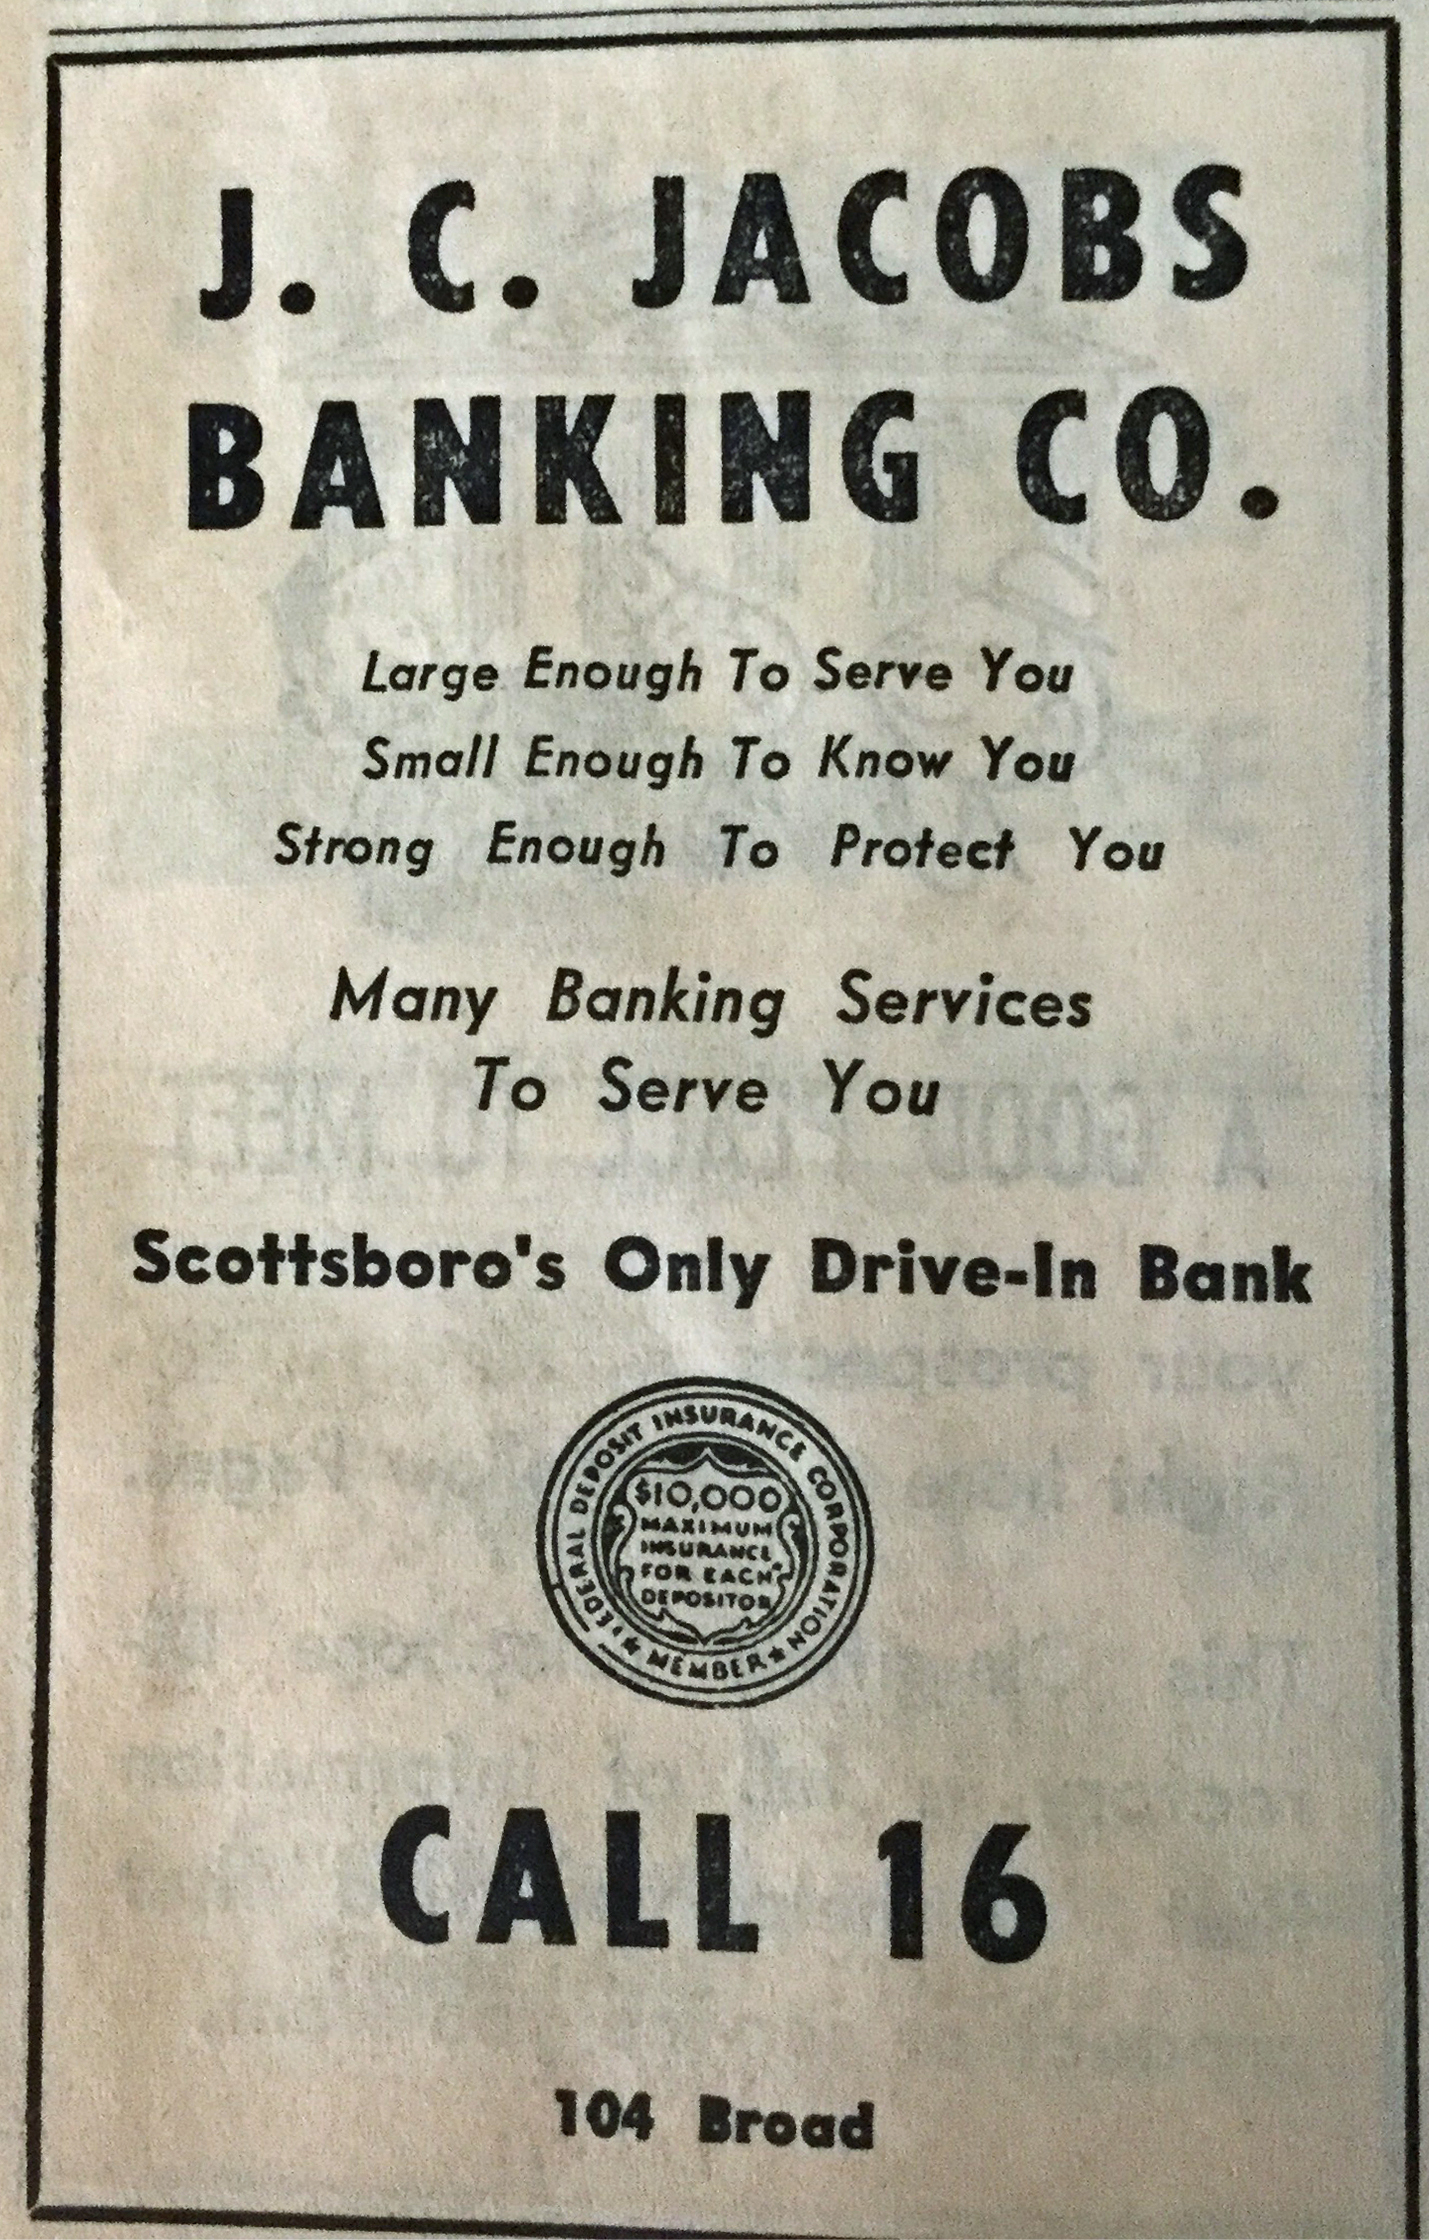 J. C. JACOBS
BANKING CO.
Large Enough To Serve You
Small Enough To Know You
Strong Enough To Protect You
Many Banking Services
To Serve You
Scottsboro's Only Drive-In Bank
FEDERAL DEPOSIT INSURANCE CORPORATION
$10,000
MAXIMUM
INSURANCE
FOR EACH
DEPOSITOR
★ MEMBER ★
CALL 16
104 Broad